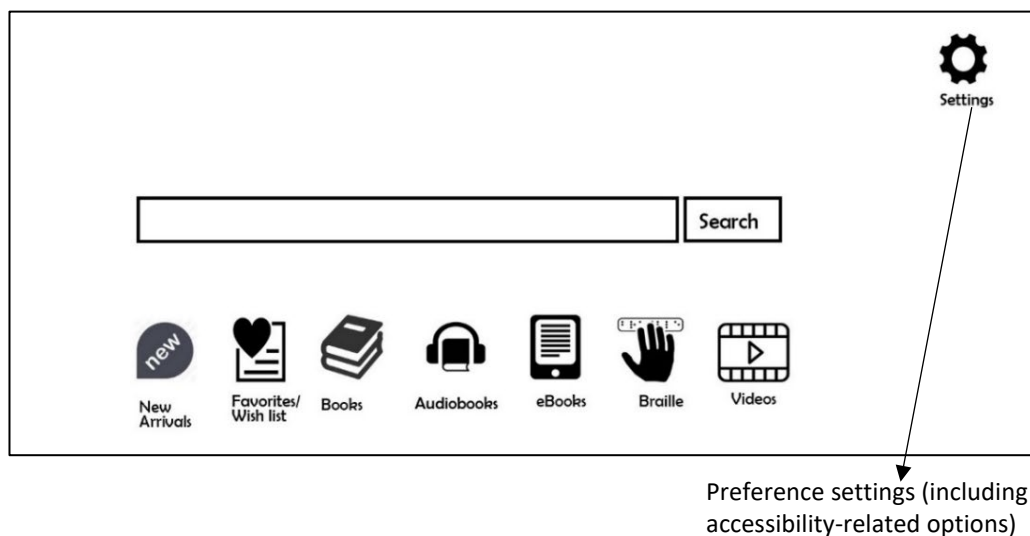 Settings
Search
new
New
Arrivals
Favorites/
Wish list
Books
Audiobooks
eBooks
Braille
Videos
Preference settings (including
accessibility-related options)